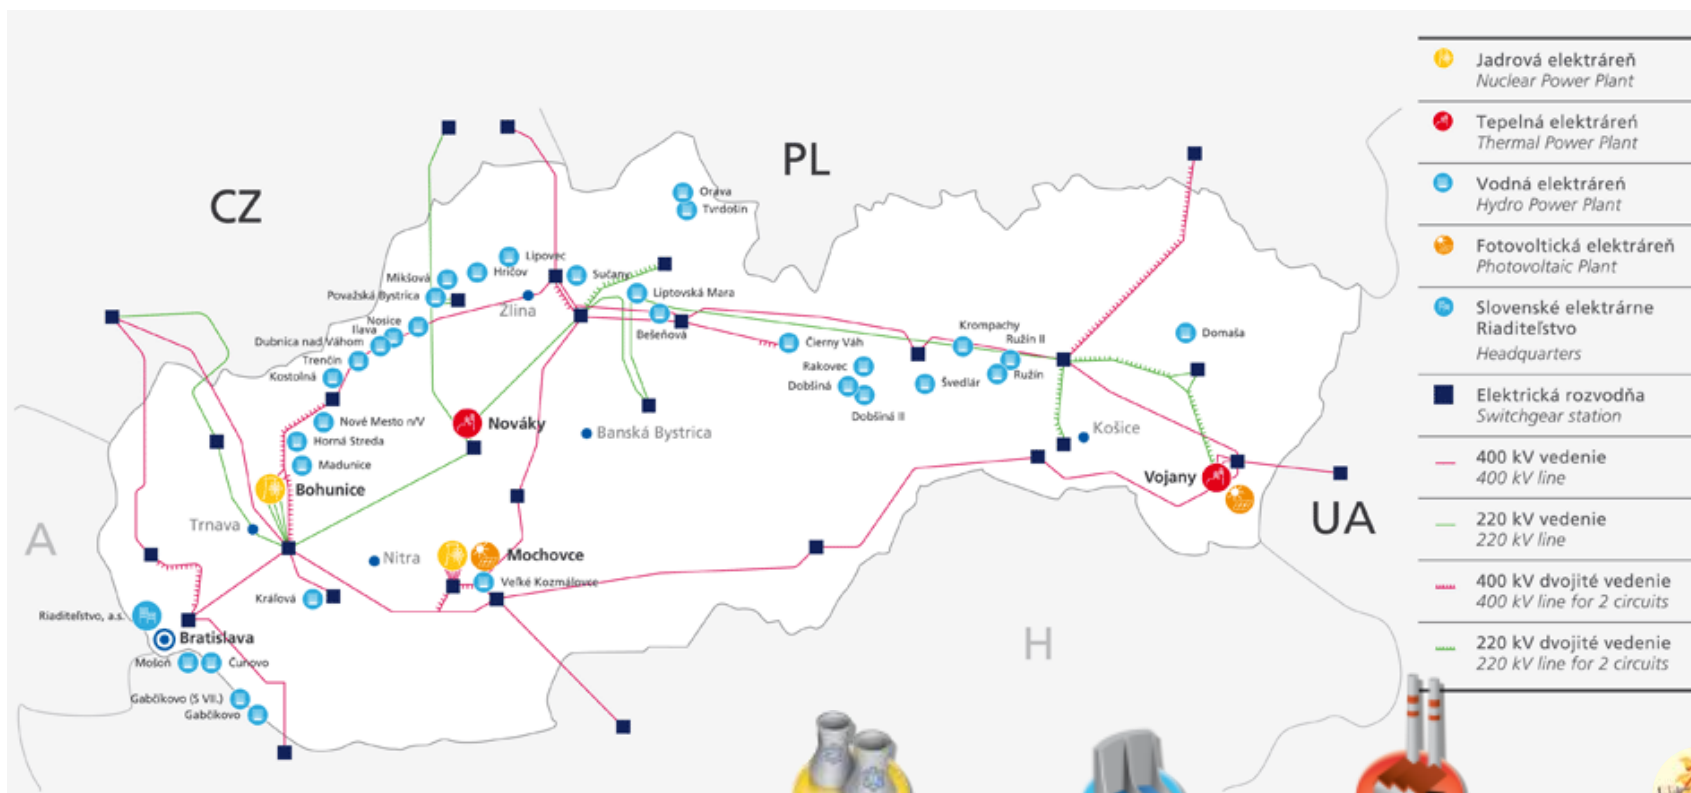 CZ
PL
A
UA
H
Orava
Tvrdošín
Lipovec
Hričov
Mikšová
Sučany
Považská Bystrica
Liptovská Mara
Žilina
Nosice
Ilava
Dubnica nad Váhom
Bešeňová
Trenčín
Kostolná
Čierny Váh
Krompachy
Ružín II
Domaša
Rakovec
Ružín
Dobšiná
Švedlár
Dobšiná II
Nové Mesto n/V
Nováky
Banská Bystrica
Košice
Horná Streda
Madunice
Vojany
Bohunice
Trnava
Nitra
Mochovce
Veľké Kozmálovce
Kráľová
Riaditeľstvo, a.s.
Bratislava
Mošoň
Čunovo
Gabčíkovo (S VII.)
Gabčíkovo
Jadrová elektráreň
Nuclear Power Plant
Tepelná elektráreň
Thermal Power Plant
Vodná elektráreň
Hydro Power Plant
Fotovoltická elektráreň
Photovoltaic Plant
Slovenské elektrárne
Riaditeľstvo
Headquarters
Elektrická rozvodňa
Switchgear station
400 kV vedenie
400 kV line
220 kV vedenie
220 kV line
400 kV dvojité vedenie
400 kV line for 2 circuits
220 kV dvojité vedenie
220 kV line for 2 circuits